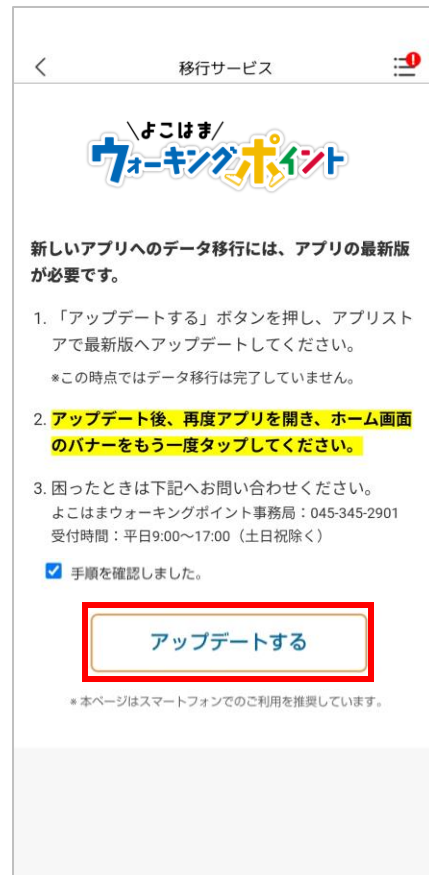 移行サービス
\よこはま/
ウォーキングポイント
新しいアプリへのデータ移行には、アプリの最新版
が必要です。
1. 「アップデートする」ボタンを押し、アプリスト
アで最新版へアップデートしてください。
※この時点ではデータ移行は完了していません。
2. アップデート後、再度アプリを開き、ホーム画面
のバナーをもう一度タップしてください。
3. 困ったときは下記へお問い合わせください。
よこはまウォーキングポイント事務局：045-345-2901
受付時間：平日9:00～17:00（土日祝除く）
手順を確認しました。
アップデートする
※本ページはスマートフォンでのご利用を推奨しています。